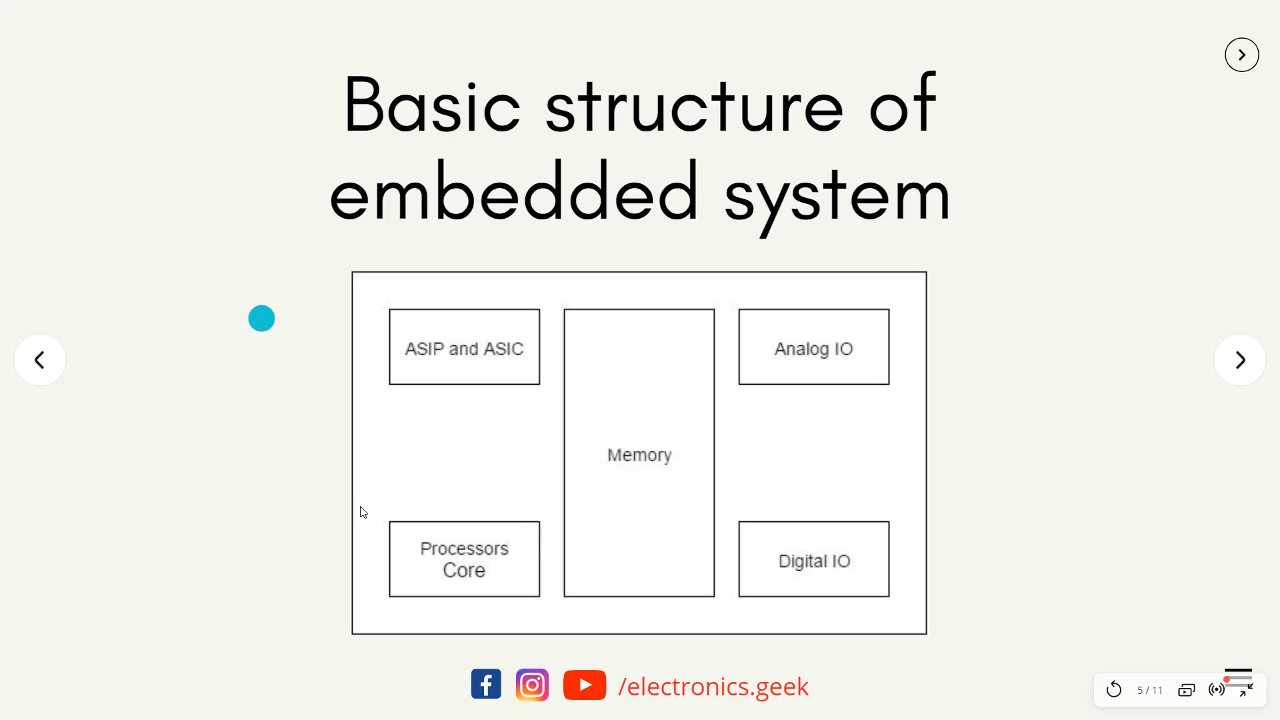 Basic structure of
embedded system
ASIP and ASIC
Memory
Analog IO
Processors
Core
Digital IO
/electronics.geek
5 / 11